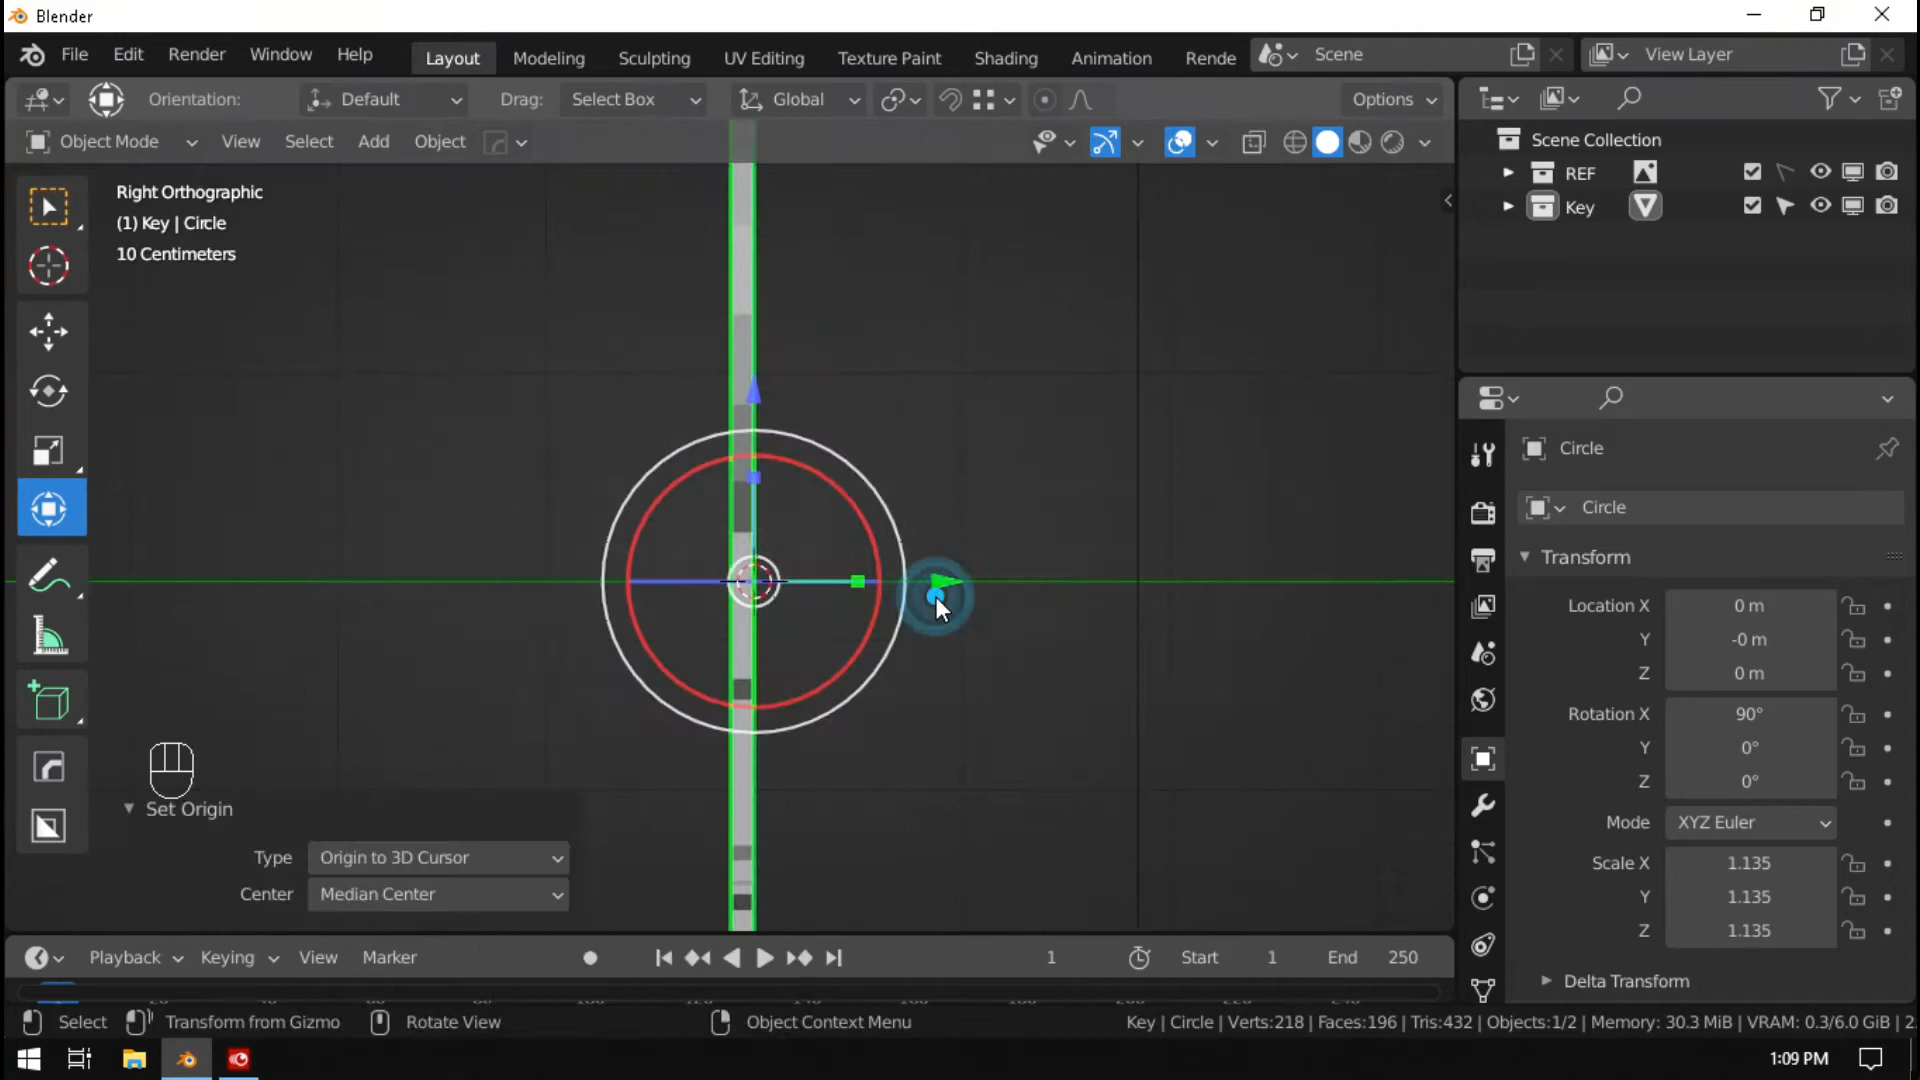 Blender
File Edit Render Window Help Layout Modeling Sculpting UV Editing Texture Paint Shading Animation Rende Scene View Layer
Orientation: Default Drag: Select Box Global Options
Object Mode View Select Add Object
Scene Collection
REF
Key
Right Orthographic
(1) Key | Circle
10 Centimeters
Circle
Circle
Transform
Location X 0 m
Y -0 m
Z 0 m
Rotation X 90°
Y 0°
Z 0°
Mode XYZ Euler
Scale X 1.135
Y 1.135
Z 1.135
Delta Transform
Set Origin
Type Origin to 3D Cursor
Center Median Center
Playback Keying View Marker 1 Start 1 End 250
Select Transform from Gizmo Rotate View Object Context Menu Key | Circle | Verts:218 | Faces:196 | Tris:432 | Objects:1/2 | Memory: 30.3 MiB | VRAM: 0.3/6.0 GiB | 2
1:09 PM